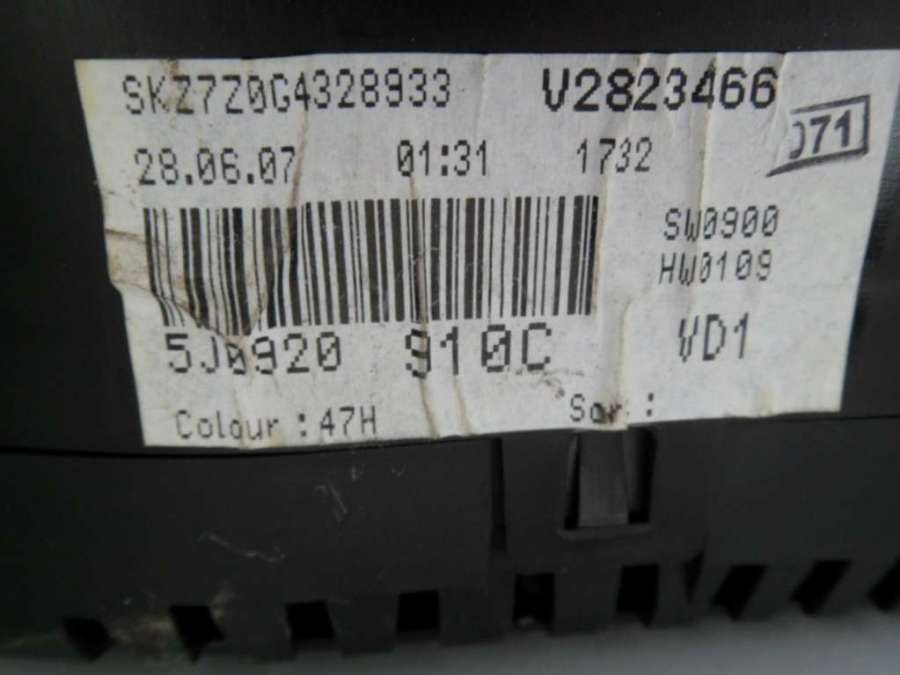 SKZ7Z0G4328933 V2823466
071
28.06.07 01:31 1732
SW0900
HW0109
5J0920 910C VD1
Colour :47H